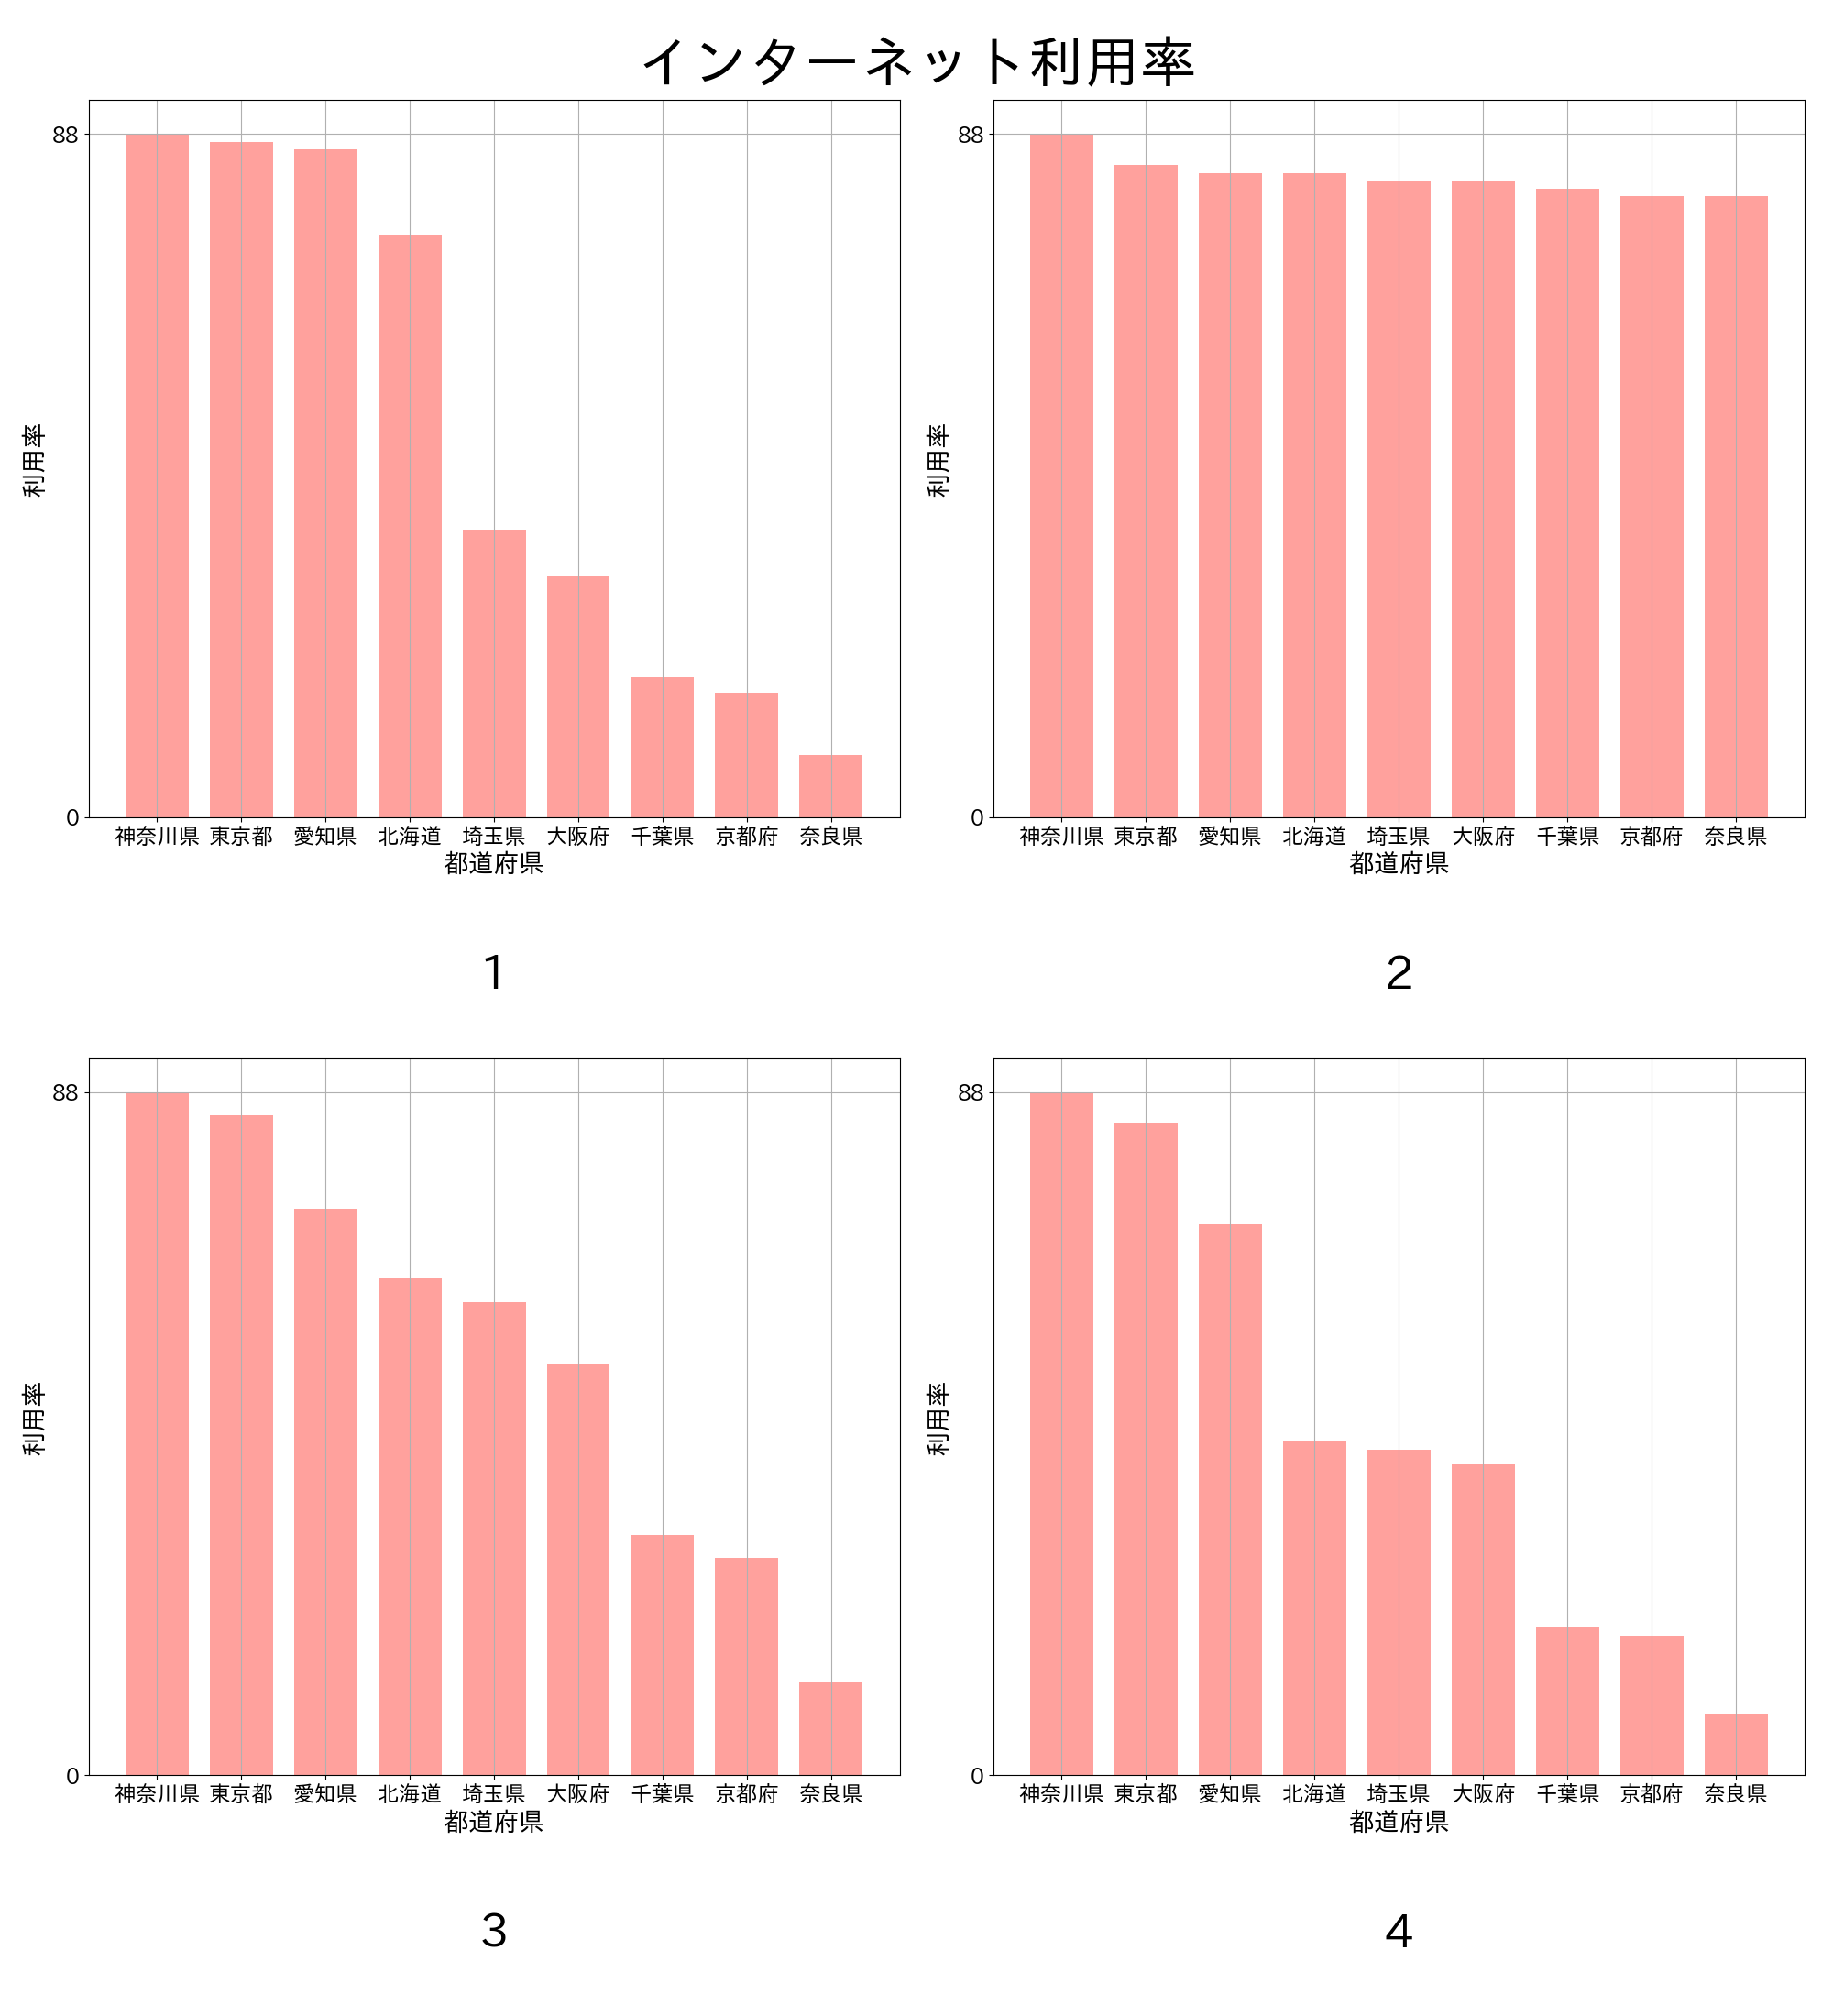 インターネット利用率
88
0
利用率
神奈川県 東京都 愛知県 北海道 埼玉県 大阪府 千葉県 京都府 奈良県
都道府県
1
88
0
利用率
神奈川県 東京都 愛知県 北海道 埼玉県 大阪府 千葉県 京都府 奈良県
都道府県
2
88
0
利用率
神奈川県 東京都 愛知県 北海道 埼玉県 大阪府 千葉県 京都府 奈良県
都道府県
3
88
0
利用率
神奈川県 東京都 愛知県 北海道 埼玉県 大阪府 千葉県 京都府 奈良県
都道府県
4